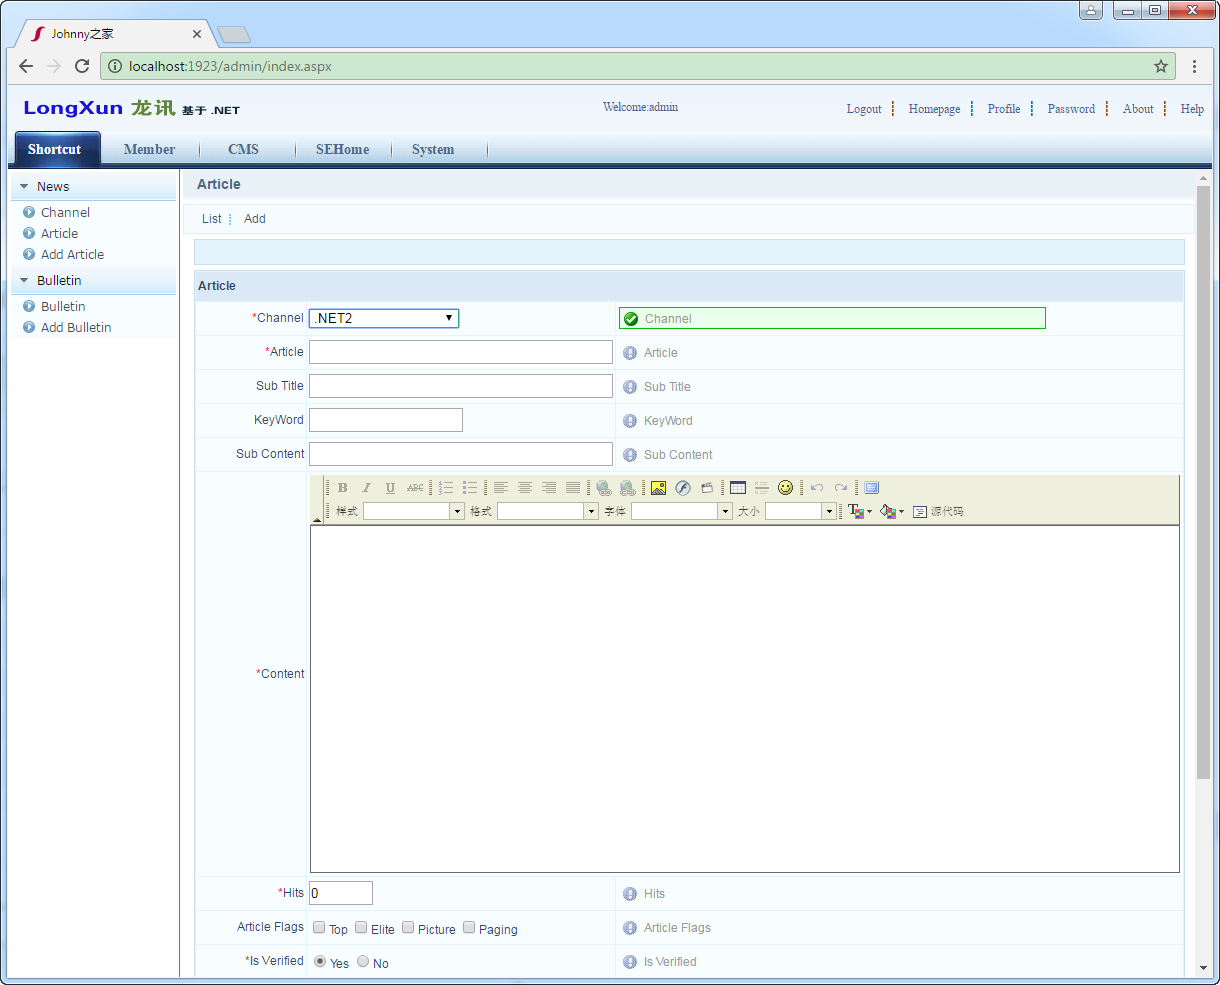 Johnny之家
localhost:1923/admin/index.aspx
LongXun 龙讯 基于 .NET
Welcome:admin
Logout Homepage Profile Password About Help
Shortcut Member CMS SEHome System
News
Channel
Article
Add Article
Bulletin
Bulletin
Add Bulletin
Article
List Add
Article
*Channel .NET2 Channel
*Article Article
Sub Title Sub Title
KeyWord KeyWord
Sub Content Sub Content
B I U ABC
样式 格式 字体 大小 源代码
*Content
*Hits 0 Hits
Article Flags Top Elite Picture Paging Article Flags
*Is Verified Yes No Is Verified